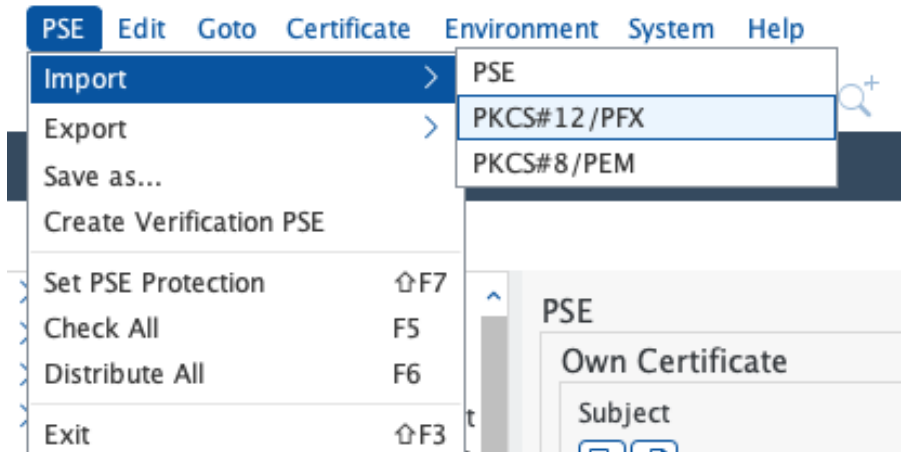 PSE Edit Goto Certificate Environment System Help
Import
PSE
PKCS#12/PFX
PKCS#8/PEM
Export
Save as...
Create Verification PSE
Set PSE Protection ⇧F7
Check All F5
Distribute All F6
Exit ⇧F3
t
PSE
Own Certificate
Subject